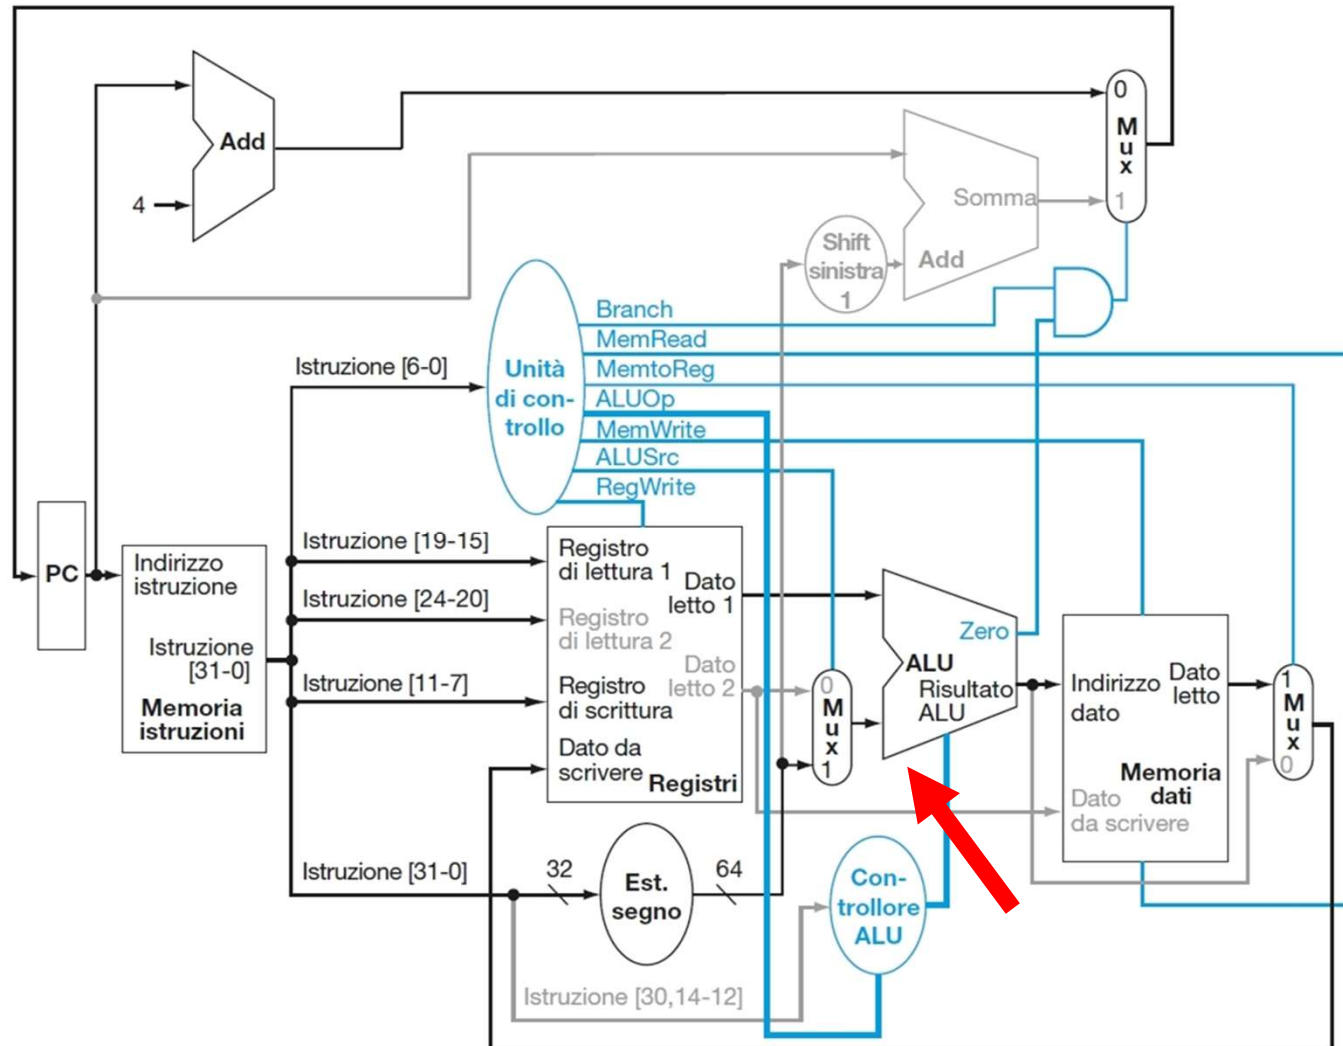 Add
4
0
M
u
x
1
Somma
Add
Shift
sinistra
1
Branch
MemRead
MemtoReg
ALUOp
MemWrite
ALUSrc
RegWrite
Unità
di con-
trollo
Istruzione [6-0]
PC
Indirizzo
istruzione
Istruzione
[31-0]
Memoria
istruzioni
Istruzione [19-15]
Istruzione [24-20]
Istruzione [11-7]
Istruzione [31-0]
Registro
di lettura 1
Registro
di lettura 2
Registro
di scrittura
Dato da
scrivere
Dato
letto 1
Dato
letto 2
Registri
0
M
u
x
1
Zero
ALU
Risultato
ALU
Indirizzo
dato
Dato
letto
Memoria
dati
Dato
da scrivere
1
M
u
x
0
32
Est.
segno
64
Con-
trollore
ALU
Istruzione [30,14-12]